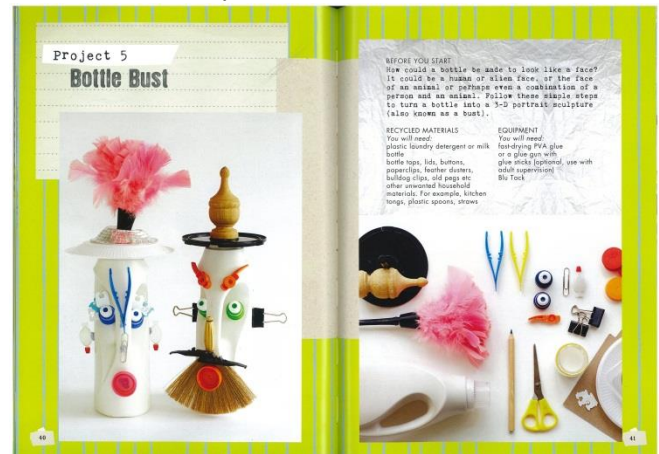 Project 5
Bottle Bust
40
BEFORE YOU START
How could a bottle be made to look like a face?
It could be a human or alien face, or the face
of an animal or perhaps even a combination of a
person and an animal. Follow these simple steps
to turn a bottle into a 3-D portrait sculpture
(also known as a bust).
RECYCLED MATERIALS
You will need:
plastic laundry detergent or milk
bottle
bottle tops, lids, buttons,
paperclips, feather dusters,
bulldog clips, old pegs etc
other unwanted household
materials. For example, kitchen
tongs, plastic spoons, straws
EQUIPMENT
You will need:
fast-drying PVA glue
or a glue gun with
glue sticks (optional, use with
adult supervision)
Blu Tack
41